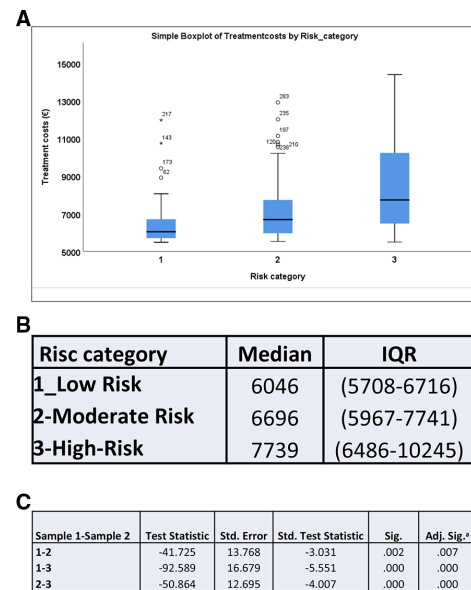 A
Simple Boxplot of Treatmentcosts by Risk_category
Treatment costs (€)
15000
13000
11000
9000
7000
5000
217
143
173
62
283
235
197
120
238
210
1
2
3
Risk category
B
Risc category Median IQR
1_Low Risk 6046 (5708-6716)
2-Moderate Risk 6696 (5967-7741)
3-High-Risk 7739 (6486-10245)
C
Sample 1-Sample 2 Test Statistic Std. Error Std. Test Statistic Sig. Adj. Sig.ᵃ
1-2 -41.725 13.768 -3.031 .002 .007
1-3 -92.589 16.679 -5.551 .000 .000
2-3 -50.864 12.695 -4.007 .000 .000